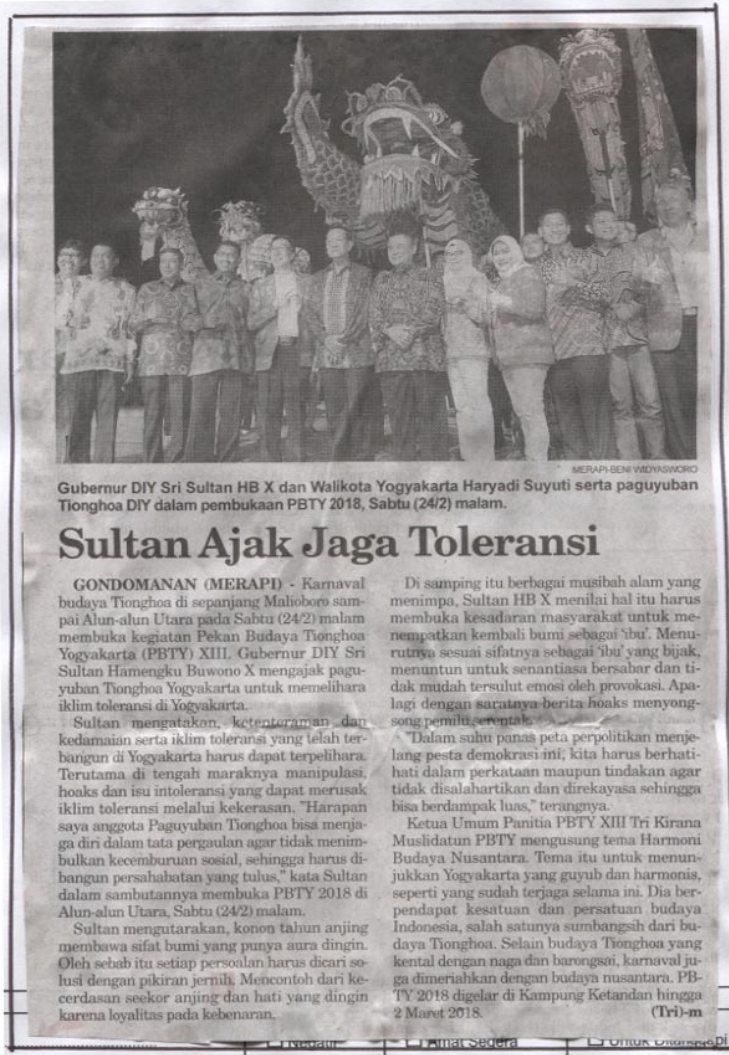 MERAPI-BENI WIDYASWORO
Gubernur DIY Sri Sultan HB X dan Walikota Yogyakarta Haryadi Suyuti serta paguyuban
Tionghoa DIY dalam pembukaan PBTY 2018, Sabtu (24/2) malam.
Sultan Ajak Jaga Toleransi
GONDOMANAN (MERAPI) - Karnaval
budaya Tionghoa di sepanjang Malioboro sam-
pai Alun-alun Utara pada Sabtu (24/2) malam
membuka kegiatan Pekan Budaya Tionghoa
Yogyakarta (PBTY) XIII. Gubernur DIY Sri
Sultan Hamengku Buwono X mengajak pagu-
yuban Tionghoa Yogyakarta untuk memelihara
iklim toleransi di Yogyakarta.
Sultan mengatakan, ketenteraman dan
kedamaian serta iklim toleransi yang telah ter-
bangun di Yogyakarta harus dapat terpelihara.
Terutama di tengah maraknya manipulasi,
hoaks dan isu intoleransi yang dapat merusak
iklim toleransi melalui kekerasan. "Harapan
saya anggota Paguyuban Tionghoa bisa menja-
ga diri dalam tata pergaulan agar tidak menim-
bulkan kecemburuan sosial, sehingga harus di-
bangun persahabatan yang tulus," kata Sultan
dalam sambutannya membuka PBTY 2018 di
Alun-alun Utara, Sabtu (24/2) malam.
Sultan mengutarakan, konon tahun anjing
membawa sifat bumi yang punya aura dingin.
Oleh sebab itu setiap persoalan harus dicari so-
lusi dengan pikiran jernih. Mencontoh dari ke-
cerdasan seekor anjing dan hati yang dingin
karena loyalitas pada kebenaran.
Di samping itu berbagai musibah alam yang
menimpa, Sultan HB X menilai hal itu harus
membuka kesadaran masyarakat untuk me-
nempatkan kembali bumi sebagai 'ibu'. Menu-
rutnya sesuai sifatnya sebagai 'ibu' yang bijak,
menuntun untuk senantiasa bersabar dan ti-
dak mudah tersulut emosi oleh provokasi. Apa-
lagi dengan saratnya berita hoaks menyong-
song pemilu serentak.
"Dalam suhu panas peta perpolitikan menje-
lang pesta demokrasi ini, kita harus berhati-
hati dalam perkataan maupun tindakan agar
tidak disalahartikan dan direkayasa sehingga
bisa berdampak luas," terangnya.
Ketua Umum Panitia PBTY XIII Tri Kirana
Muslidatun PBTY mengusung tema Harmoni
Budaya Nusantara. Tema itu untuk menun-
jukkan Yogyakarta yang guyub dan harmonis,
seperti yang sudah terjaga selama ini. Dia ber-
pendapat kesatuan dan persatuan budaya
Indonesia, salah satunya sumbangsih dari bu-
daya Tionghoa. Selain budaya Tionghoa yang
kental dengan naga dan barongsai, karnaval ju-
ga dimeriahkan dengan budaya nusantara. PB-
TY 2018 digelar di Kampung Ketandan hingga
2 Maret 2018. (Tri)-m
Negatif Amat Segera Untuk Ditanggapi